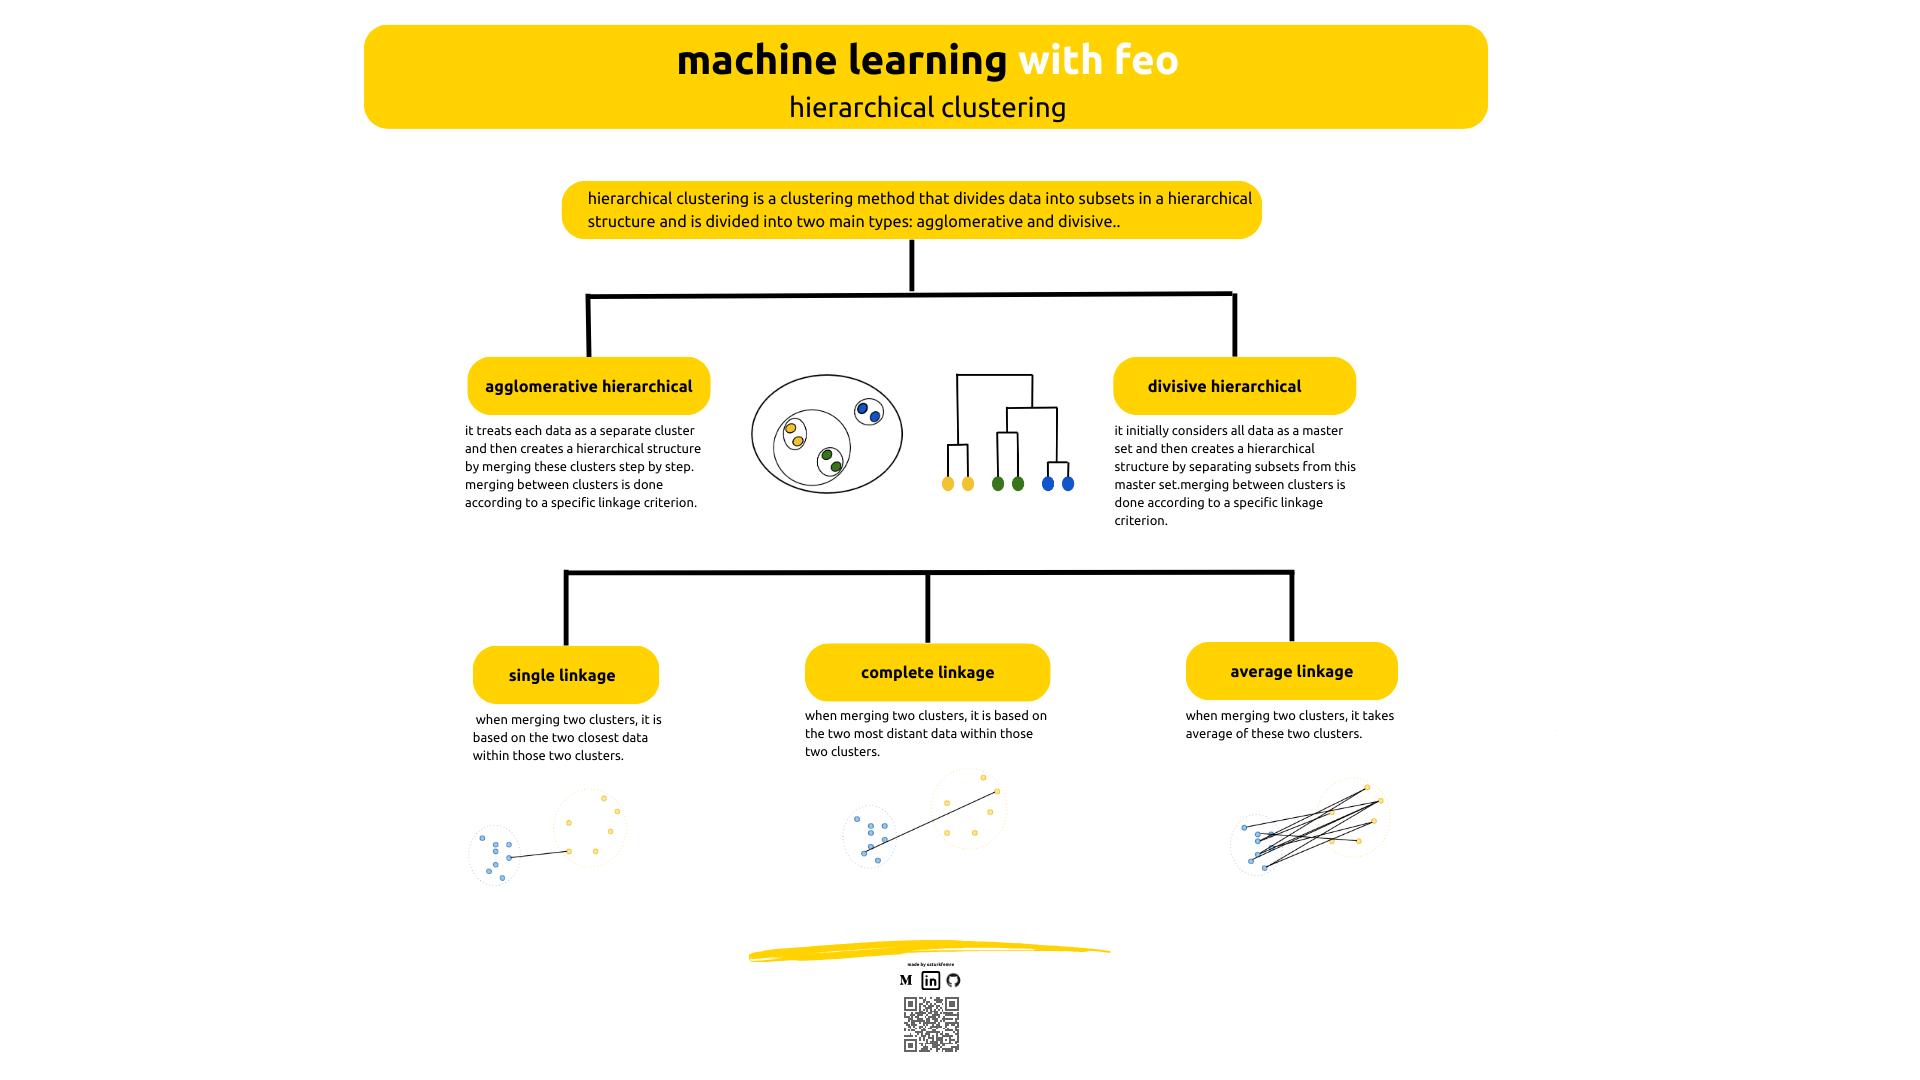 machine learning with feo
hierarchical clustering
hierarchical clustering is a clustering method that divides data into subsets in a hierarchical
structure and is divided into two main types: agglomerative and divisive..
agglomerative hierarchical
it treats each data as a separate cluster
and then creates a hierarchical structure
by merging these clusters step by step.
merging between clusters is done
according to a specific linkage criterion.
divisive hierarchical
it initially considers all data as a master
set and then creates a hierarchical
structure by separating subsets from this
master set.merging between clusters is
done according to a specific linkage
criterion.
single linkage
when merging two clusters, it is
based on the two closest data
within those two clusters.
complete linkage
when merging two clusters, it is based on
the two most distant data within those
two clusters.
average linkage
when merging two clusters, it takes
average of these two clusters.
made by
M
in